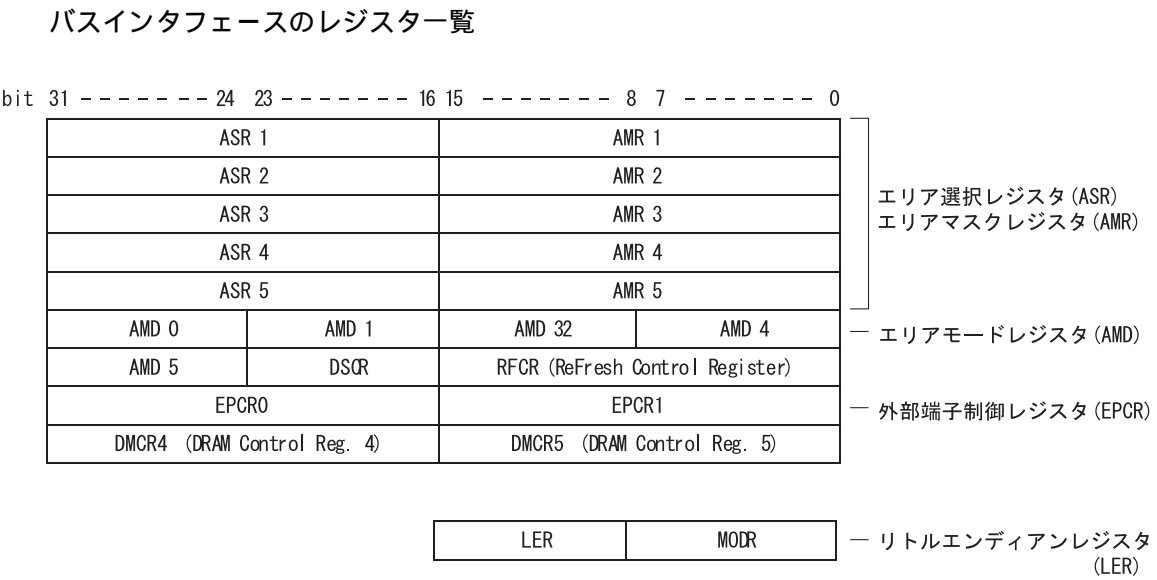 バスインタフェースのレジスター覧
bit 31 - - - - - - - 24 23 - - - - - - - 16 15 - - - - - - - 8 7 - - - - - - - 0
ASR 1 AMR 1
ASR 2 AMR 2
ASR 3 AMR 3
ASR 4 AMR 4
ASR 5 AMR 5
エリア選択レジスタ(ASR)
エリアマスクレジスタ(AMR)
AMD 0 AMD 1 AMD 32 AMD 4
エリアモードレジスタ(AMD)
AMD 5 DSCR RFCR (ReFresh Control Register)
EPCR0 EPCR1
外部端子制御レジスタ(EPCR)
DMCR4 (DRAM Control Reg. 4) DMCR5 (DRAM Control Reg. 5)
LER MODR
リトルエンディアンレジスタ
(LER)